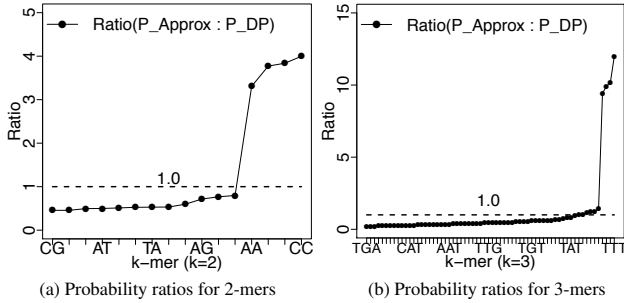 Ratio(P_Approx : P_DP)
Ratio
5
4
3
2
1
0
1.0
CG AT TA AG AA CC
k-mer (k=2)
(a) Probability ratios for 2-mers
Ratio(P_Approx : P_DP)
Ratio
15
10
5
0
1.0
TGA CAT AAT TTG TGT TAT TTT
k-mer (k=3)
(b) Probability ratios for 3-mers